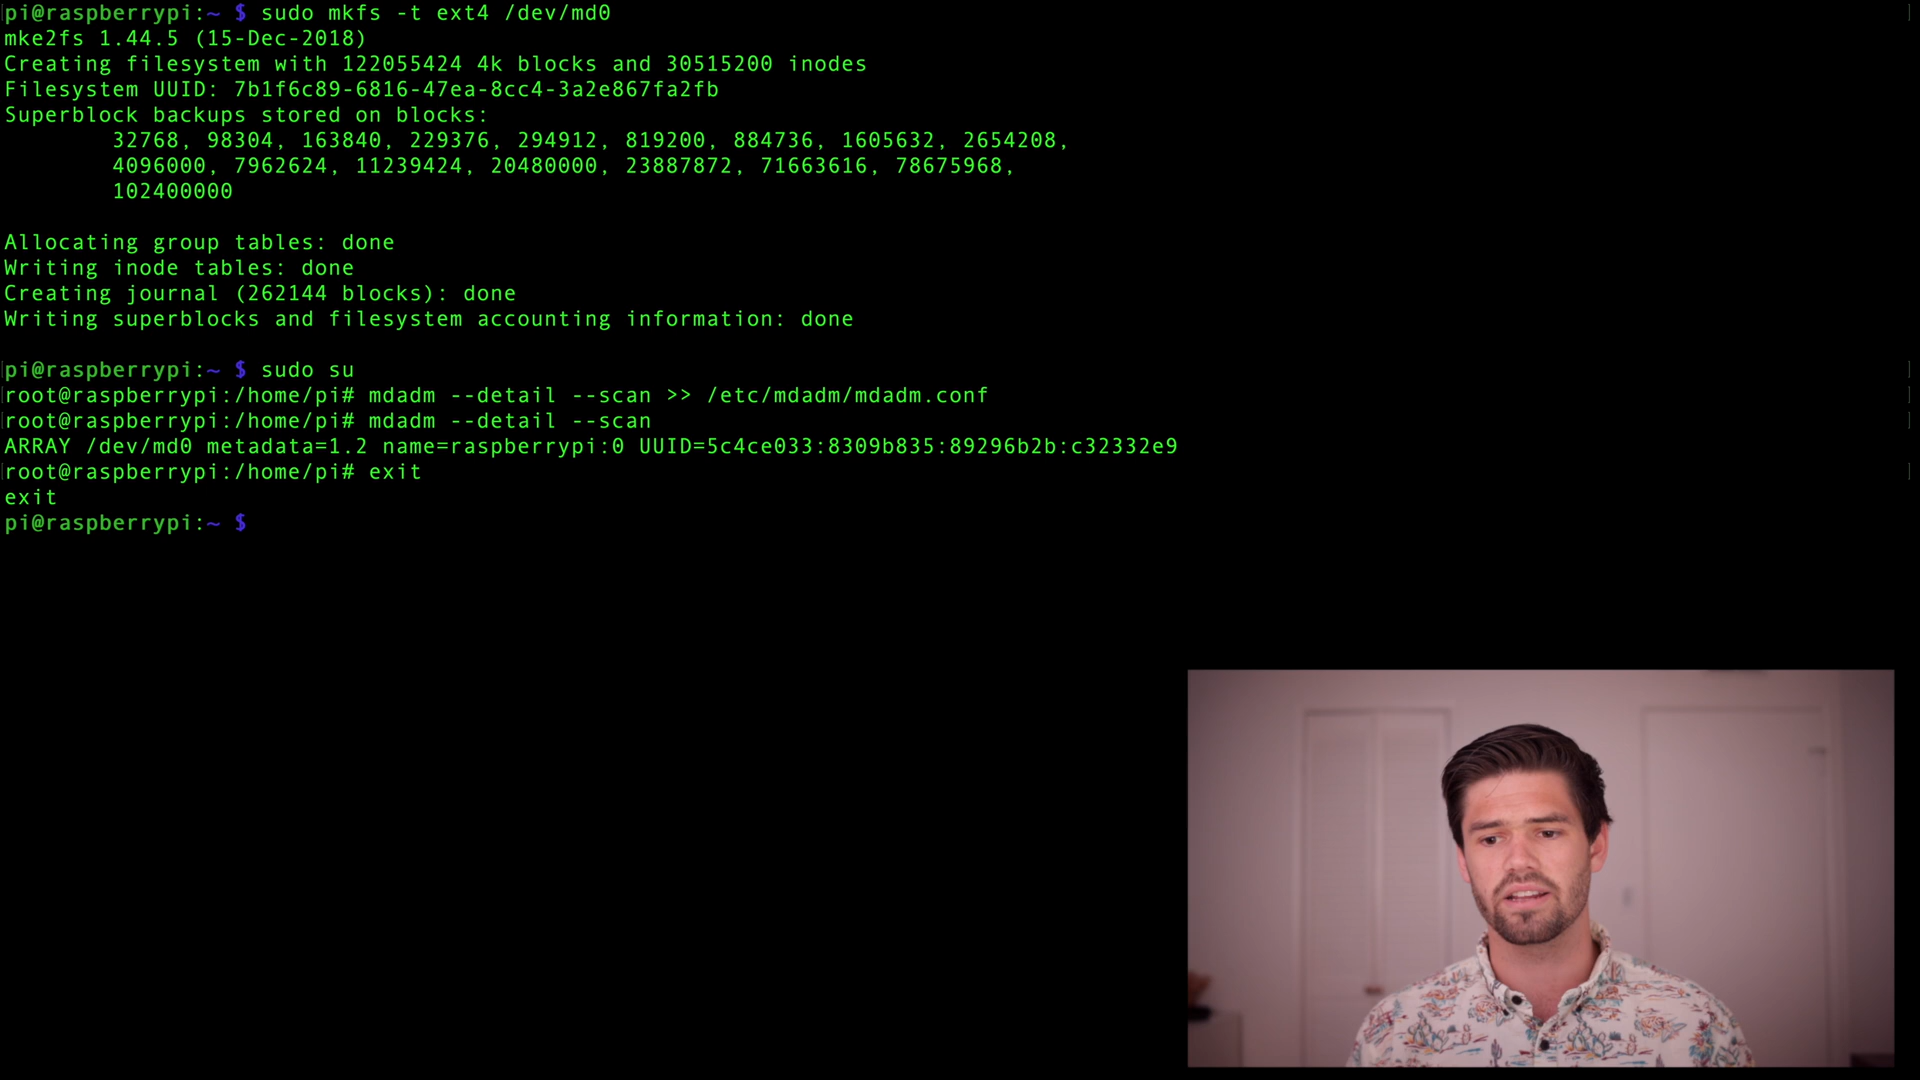 pi@raspberrypi:~ $ sudo mkfs -t ext4 /dev/md0
mke2fs 1.44.5 (15-Dec-2018)
Creating filesystem with 122055424 4k blocks and 30515200 inodes
Filesystem UUID: 7b1f6c89-6816-47ea-8cc4-3a2e867fa2fb
Superblock backups stored on blocks:
32768, 98304, 163840, 229376, 294912, 819200, 884736, 1605632, 2654208,
4096000, 7962624, 11239424, 20480000, 23887872, 71663616, 78675968,
102400000
Allocating group tables: done
Writing inode tables: done
Creating journal (262144 blocks): done
Writing superblocks and filesystem accounting information: done
pi@raspberrypi:~ $ sudo su
root@raspberrypi:/home/pi# mdadm --detail --scan >> /etc/mdadm/mdadm.conf
root@raspberrypi:/home/pi# mdadm --detail --scan
ARRAY /dev/md0 metadata=1.2 name=raspberrypi:0 UUID=5c4ce033:8309b835:89296b2b:c32332e9
root@raspberrypi:/home/pi# exit
exit
pi@raspberrypi:~ $